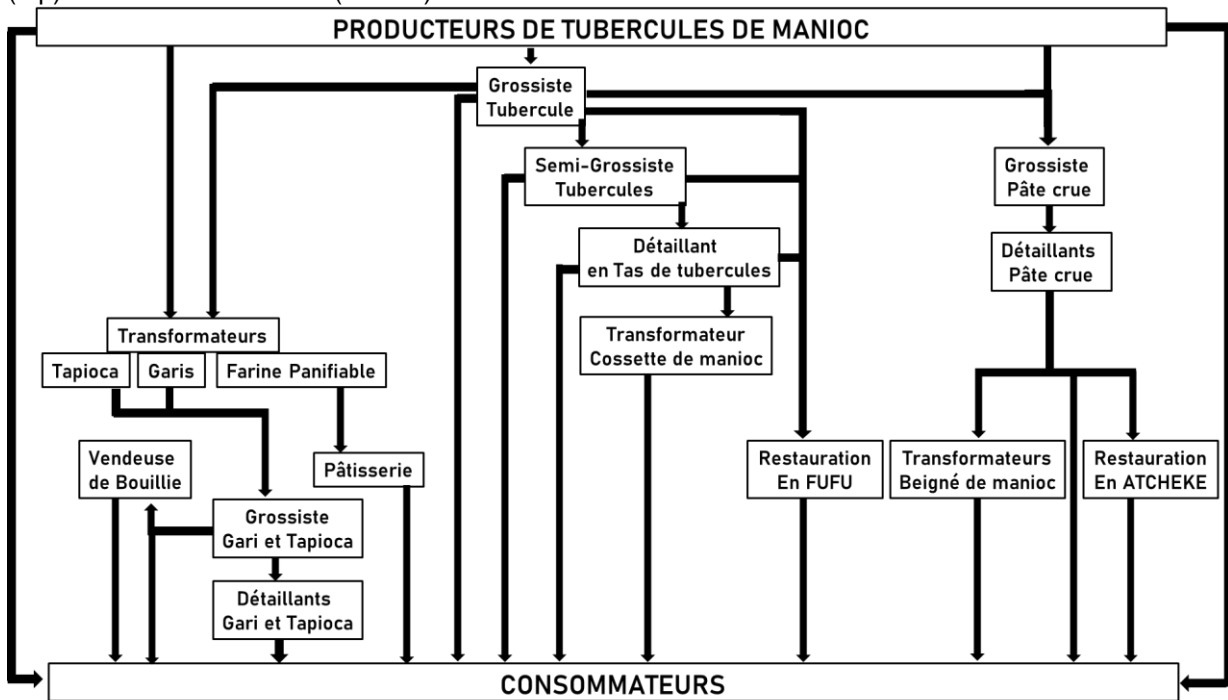 PRODUCTEURS DE TUBERCULES DE MANIOC
Grossiste
Tubercule
Semi-Grossiste
Tubercules
Grossiste
Pâte crue
Détaillant
en Tas de tubercules
Détaillants
Pâte crue
Transformateurs
Transformateur
Cossette de manioc
Tapioca
Garis
Farine Panifiable
Vendeuse
de Bouillie
Pâtisserie
Restauration
En FUFU
Transformateurs
Beigné de manioc
Restauration
En ATCHEKE
Grossiste
Gari et Tapioca
Détaillants
Gari et Tapioca
CONSOMMATEURS